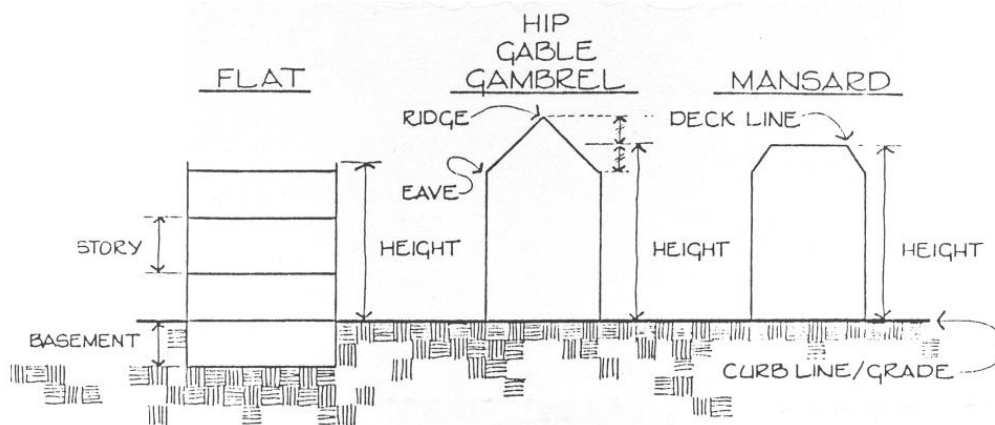 FLAT
HIP
GABLE
GAMBREL
MANSARD
RIDGE
DECK LINE
EAVE
STORY
HEIGHT
HEIGHT
HEIGHT
BASEMENT
CURB LINE/GRADE